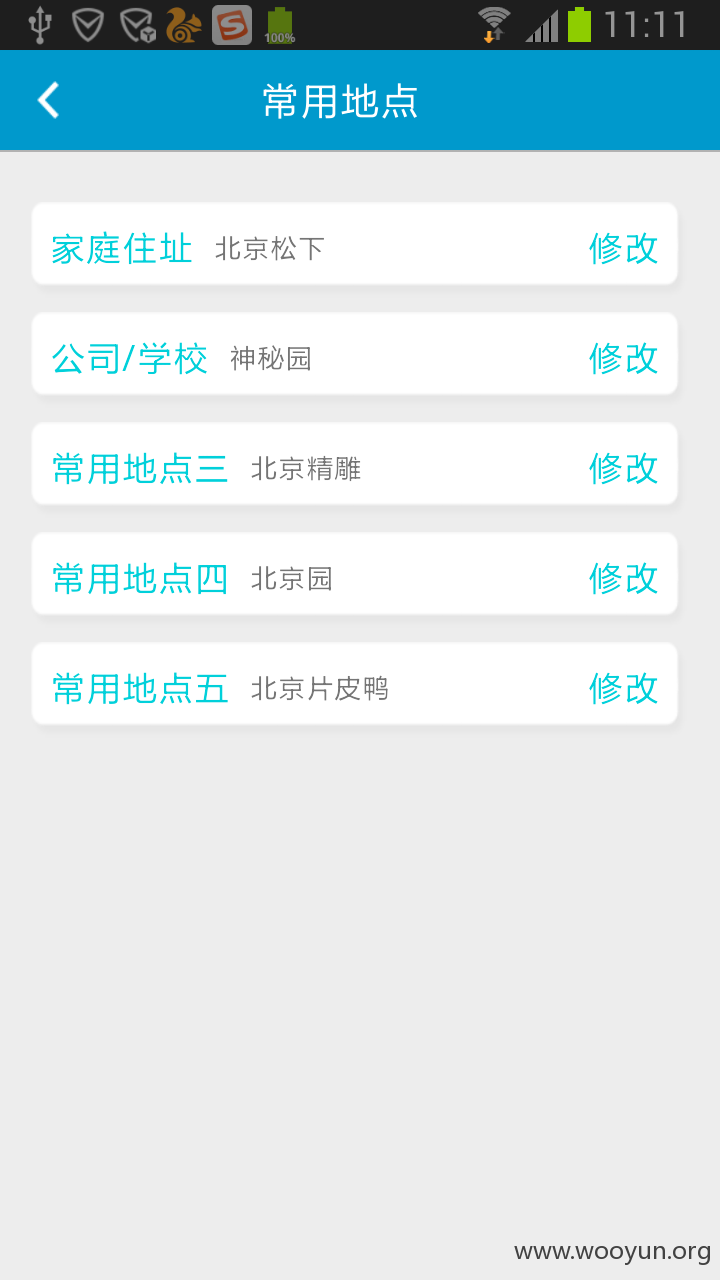 100%
11:11
常用地点
家庭住址 北京松下 修改
公司/学校 神秘园 修改
常用地点三 北京精雕 修改
常用地点四 北京园 修改
常用地点五 北京片皮鸭 修改
www.wooyun.org